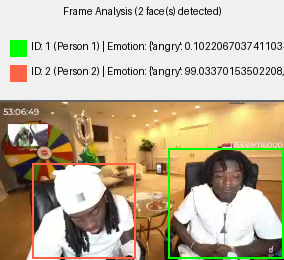 Frame Analysis (2 face(s) detected)
ID: 1 (Person 1) | Emotion: {'angry': 0.102206703741103
ID: 2 (Person 2) | Emotion: {'angry': 99.03370153502208,
53:06:49